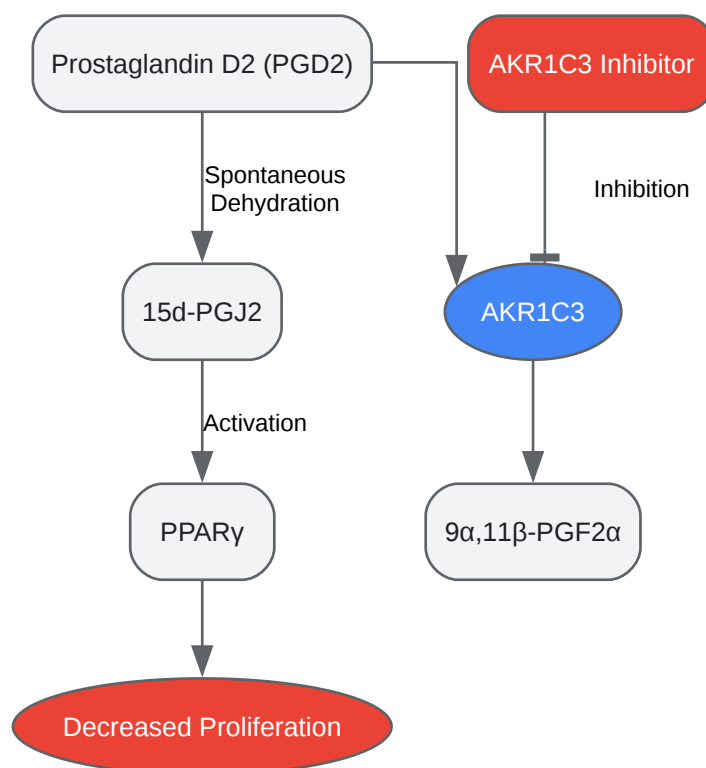 Prostaglandin D2 (PGD2)
AKR1C3 Inhibitor
Spontaneous
Dehydration
Inhibition
15d-PGJ2
AKR1C3
Activation
PPARγ
9α,11β-PGF2α
Decreased Proliferation